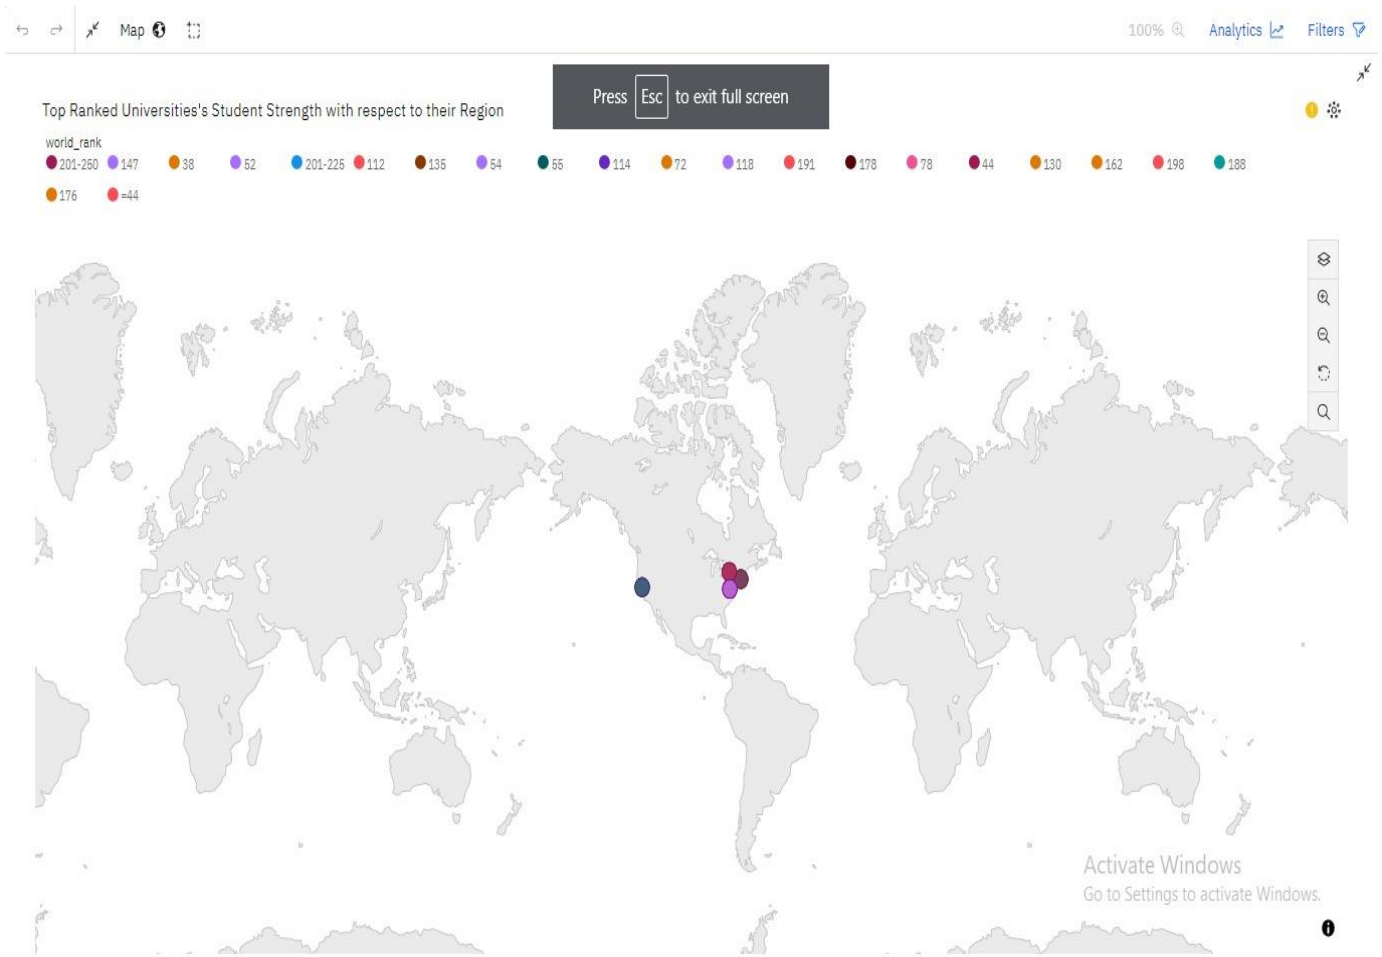 Map 100% Analytics Filters
Press Esc to exit full screen
Top Ranked Universities's Student Strength with respect to their Region
world_rank
201-250 147 38 52 201-225 112 135 54 55 114 72 118 191 178 78 44 130 162 198 188
176 =44
Activate Windows
Go to Settings to activate Windows.